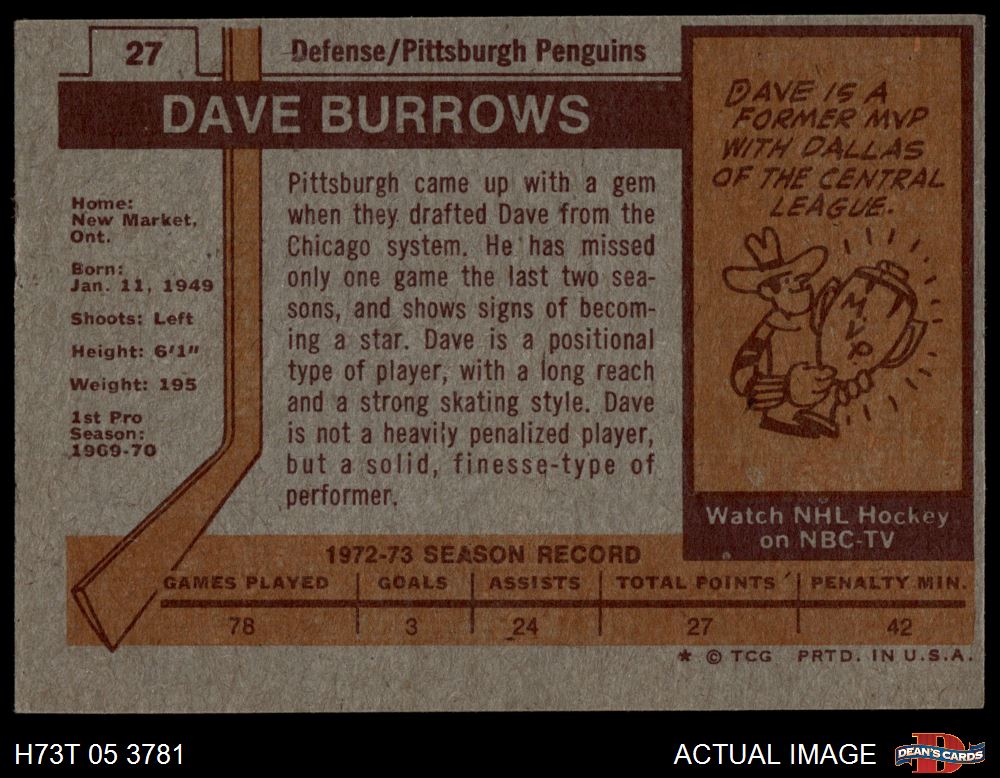 27
Defense/Pittsburgh Penguins
DAVE BURROWS
Home:
New Market,
Ont.
Born:
Jan. 11, 1949
Shoots: Left
Height: 6'1"
Weight: 195
1st Pro
Season:
1969-70
Pittsburgh came up with a gem
when they drafted Dave from the
Chicago system. He has missed
only one game the last two sea-
sons, and shows signs of becom-
ing a star. Dave is a positional
type of player, with a long reach
and a strong skating style. Dave
is not a heavily penalized player,
but a solid, finesse-type of
performer.
DAVE IS A
FORMER MVP
WITH DALLAS
OF THE CENTRAL
LEAGUE.
MVP
Watch NHL Hockey
on NBC-TV
1972-73 SEASON RECORD
GAMES PLAYED GOALS ASSISTS TOTAL POINTS PENALTY MIN.
78 3 24 27 42
* © TCG PRTD. IN U.S.A.
H73T 05 3781
ACTUAL IMAGE
DEAN'S CARDS